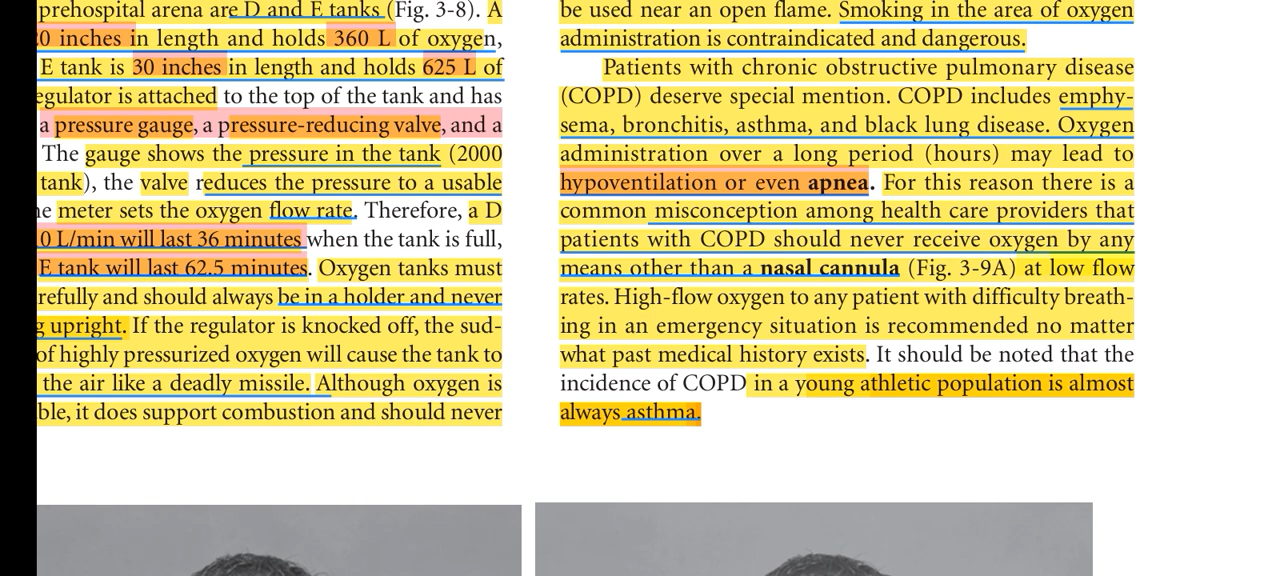 prehospital arena are D and E tanks (Fig. 3-8). A
0 inches in length and holds 360 L of oxygen,
E tank is 30 inches in length and holds 625 L of
egulator is attached to the top of the tank and has
a pressure gauge, a pressure-reducing valve, and a
The gauge shows the pressure in the tank (2000
tank), the valve reduces the pressure to a usable
e meter sets the oxygen flow rate. Therefore, a D
0 L/min will last 36 minutes when the tank is full,
E tank will last 62.5 minutes. Oxygen tanks must
refully and should always be in a holder and never
g upright. If the regulator is knocked off, the sud-
of highly pressurized oxygen will cause the tank to
the air like a deadly missile. Although oxygen is
ble, it does support combustion and should never
be used near an open flame. Smoking in the area of oxygen
administration is contraindicated and dangerous.
Patients with chronic obstructive pulmonary disease
(COPD) deserve special mention. COPD includes emphy-
sema, bronchitis, asthma, and black lung disease. Oxygen
administration over a long period (hours) may lead to
hypoventilation or even apnea. For this reason there is a
common misconception among health care providers that
patients with COPD should never receive oxygen by any
means other than a nasal cannula (Fig. 3-9A) at low flow
rates. High-flow oxygen to any patient with difficulty breath-
ing in an emergency situation is recommended no matter
what past medical history exists. It should be noted that the
incidence of COPD in a young athletic population is almost
always asthma.